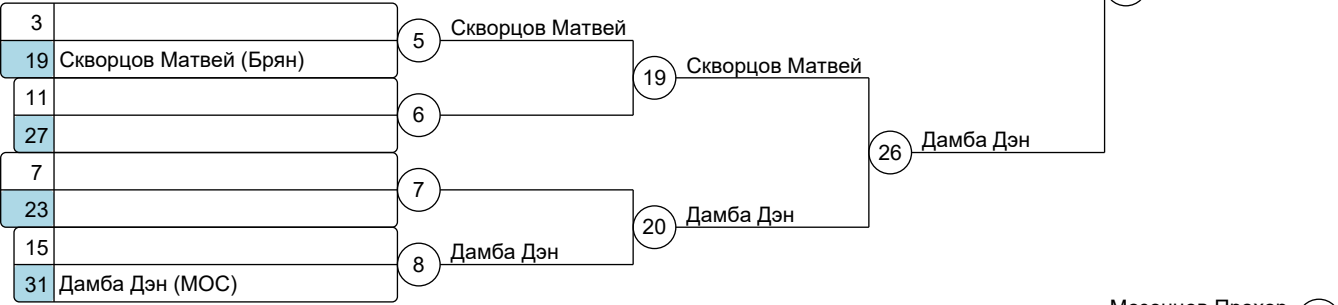 3
19 Скворцов Матвей (Брян)
11
27
7
23
15
31 Дамба Дэн (МОС)
5 Скворцов Матвей
6
7
8 Дамба Дэн
19 Скворцов Матвей
20 Дамба Дэн
26 Дамба Дэн